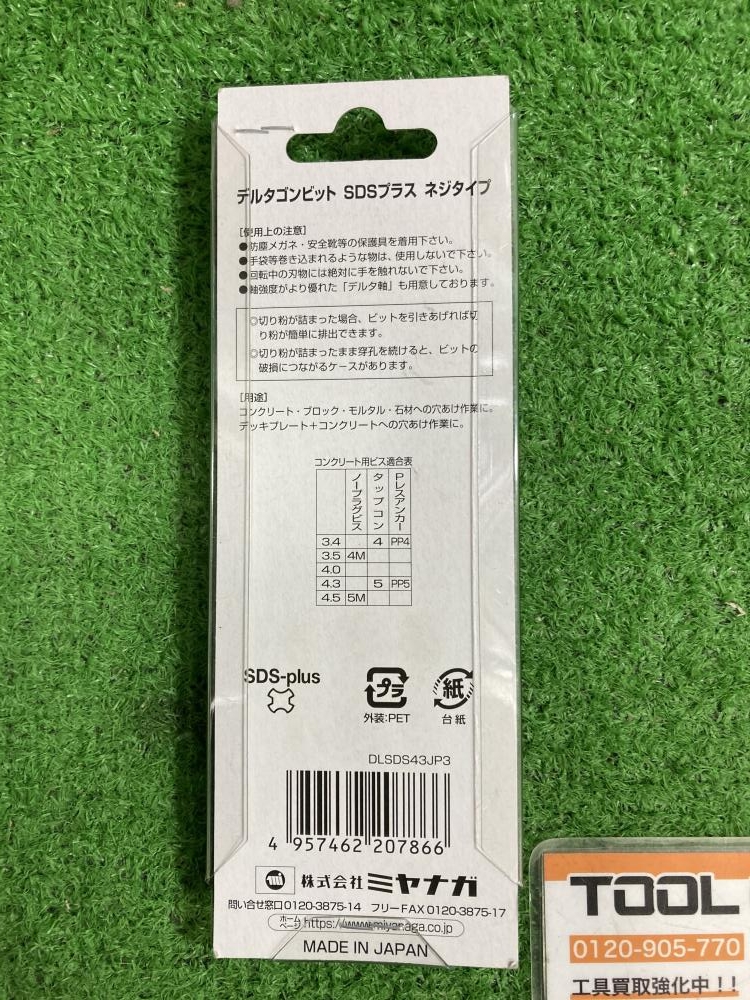 デルタゴンビット SDSプラス ネジタイプ
[使用上の注意]
●防塵メガネ・安全靴等の保護具を着用下さい。
●手袋等巻き込まれるような物は、使用しないで下さい。
●回転中の刃物には絶対に手を触れないで下さい。
●軸強度がより優れた「デルタ軸」も用意しております。
◎切り粉が詰まった場合、ビットを引きあげれば切
り粉が簡単に排出できます。
◎切り粉が詰まったまま穿孔を続けると、ビットの
破損につながるケースがあります。
[用途]
コンクリート・ブロック・モルタル・石材への穴あけ作業に。
デッキプレート+コンクリートへの穴あけ作業に。
コンクリート用ビス適合表
ノープラグビス タップコン Pレスアンカー
3.4 4 PP4
3.5 4M
4.0
4.3 5 PP5
4.5 5M
SDS-plus
プラ
外装:PET
紙
台紙
DLSDS43JP3
4 957462 207866
mi 株式会社ミヤナガ
問い合せ窓口0120-3875-14 フリーFAX 0120-3875-17
ホームページ https://www.miyanaga.co.jp
MADE IN JAPAN
TOOL
0120-905-770
工具買取強化中!!